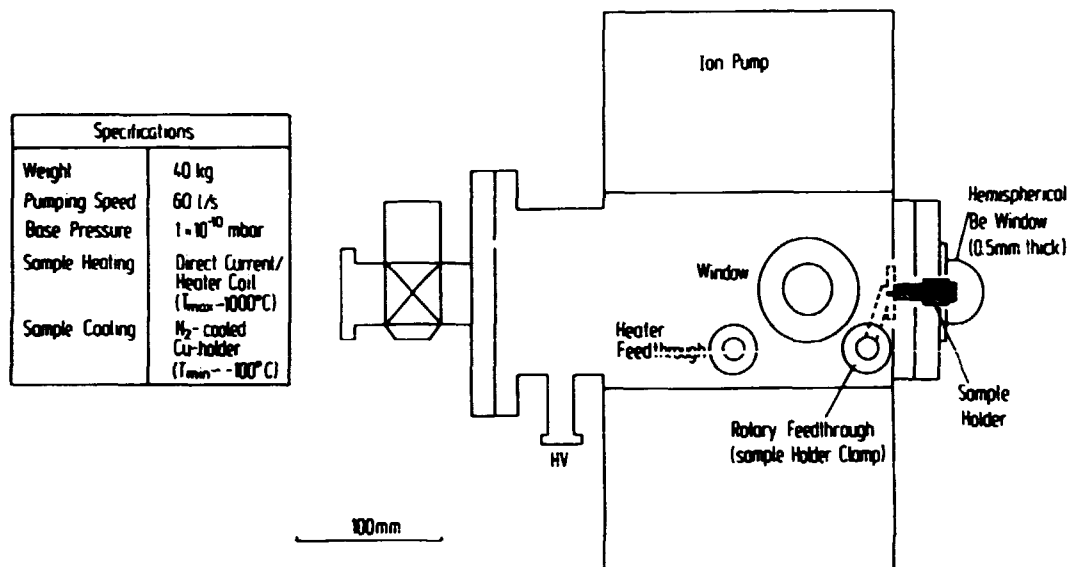 Specifications
Weight 40 kg
Pumping Speed 60 l/s
Base Pressure 1·10⁻¹⁰ mbar
Sample Heating Direct Current/
Heater Coil
(Tmax ~1000°C)
Sample Cooling N₂-cooled
Cu-holder
(Tmin ~ -100°C)
Ion Pump
Hemispherical
Be Window
(0.5mm thick)
Window
Heater
Feedthrough
Sample
Holder
Rotary Feedthrough
(sample Holder Clamp)
HV
100mm